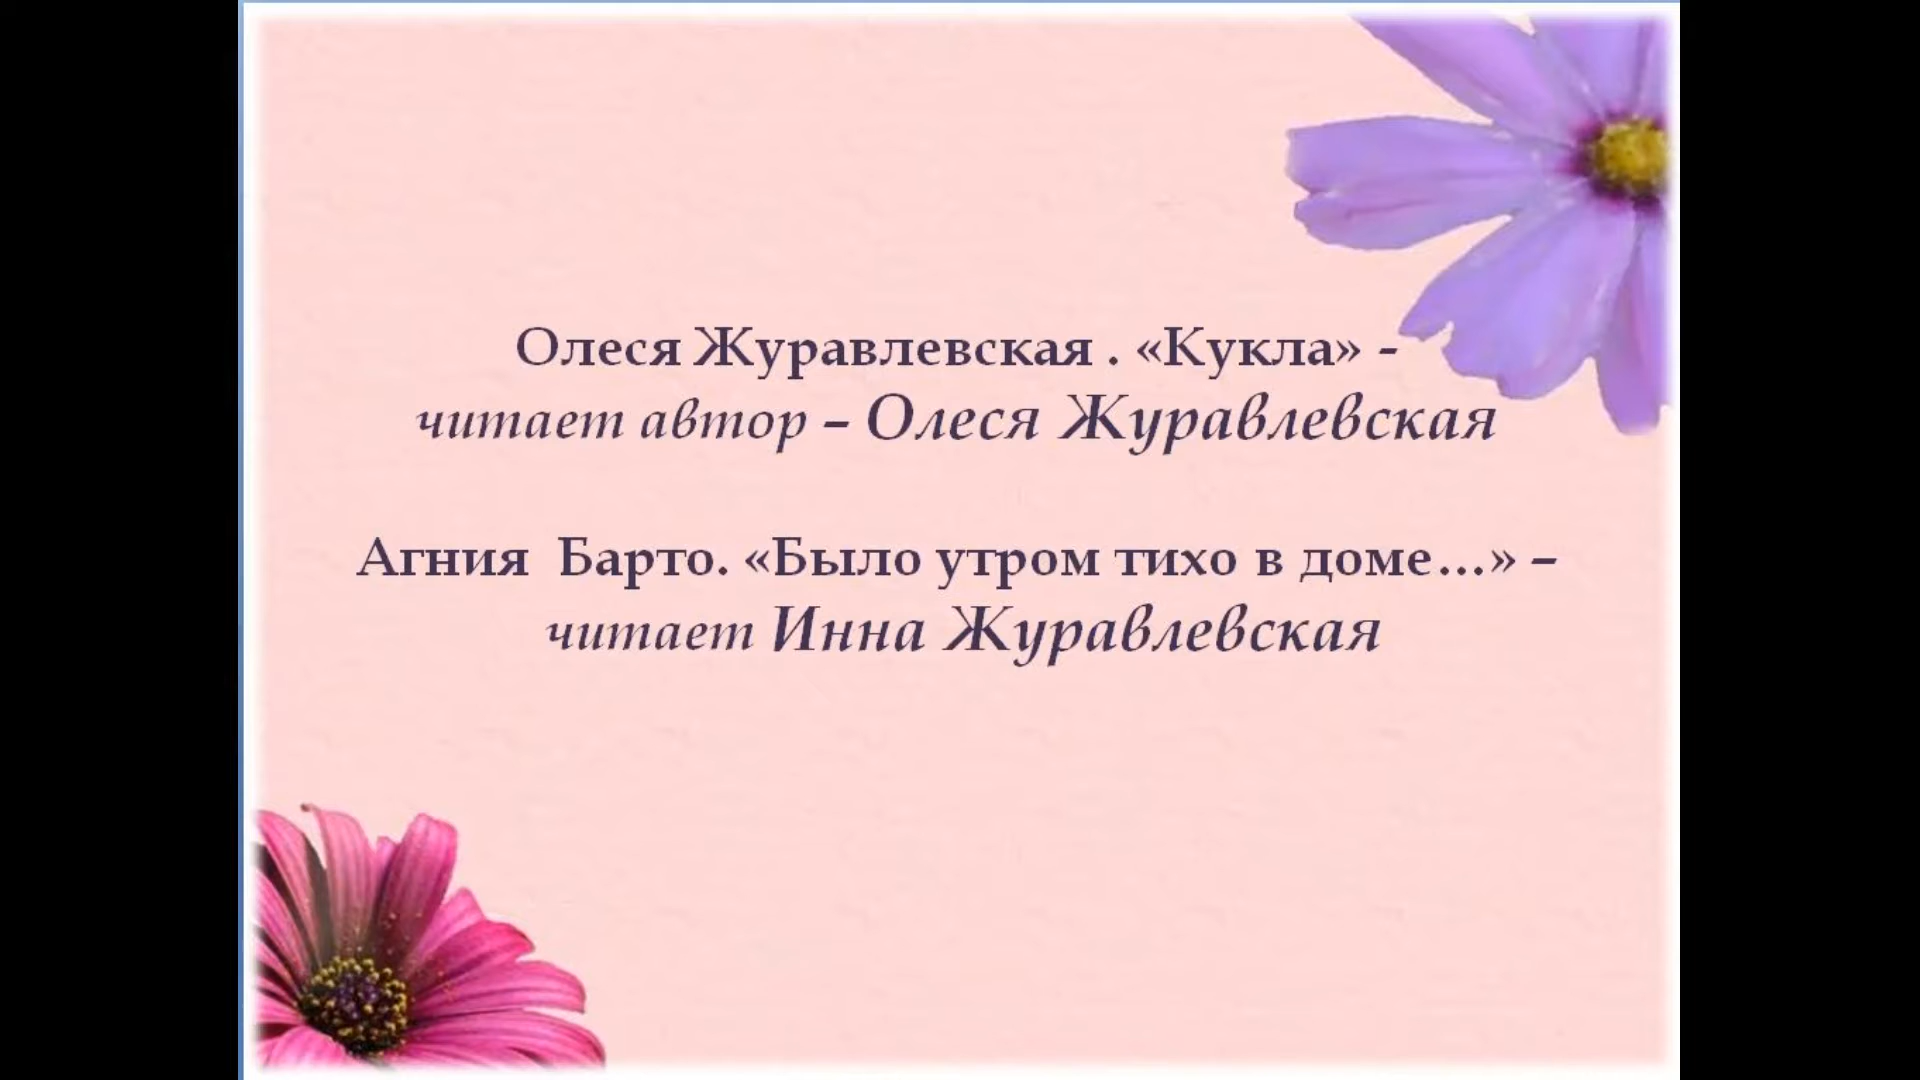 Олеся Журавлевская . «Кукла» -
читает автор – Олеся Журавлевская
Агния Барто. «Было утром тихо в доме…» –
читает Инна Журавлевская